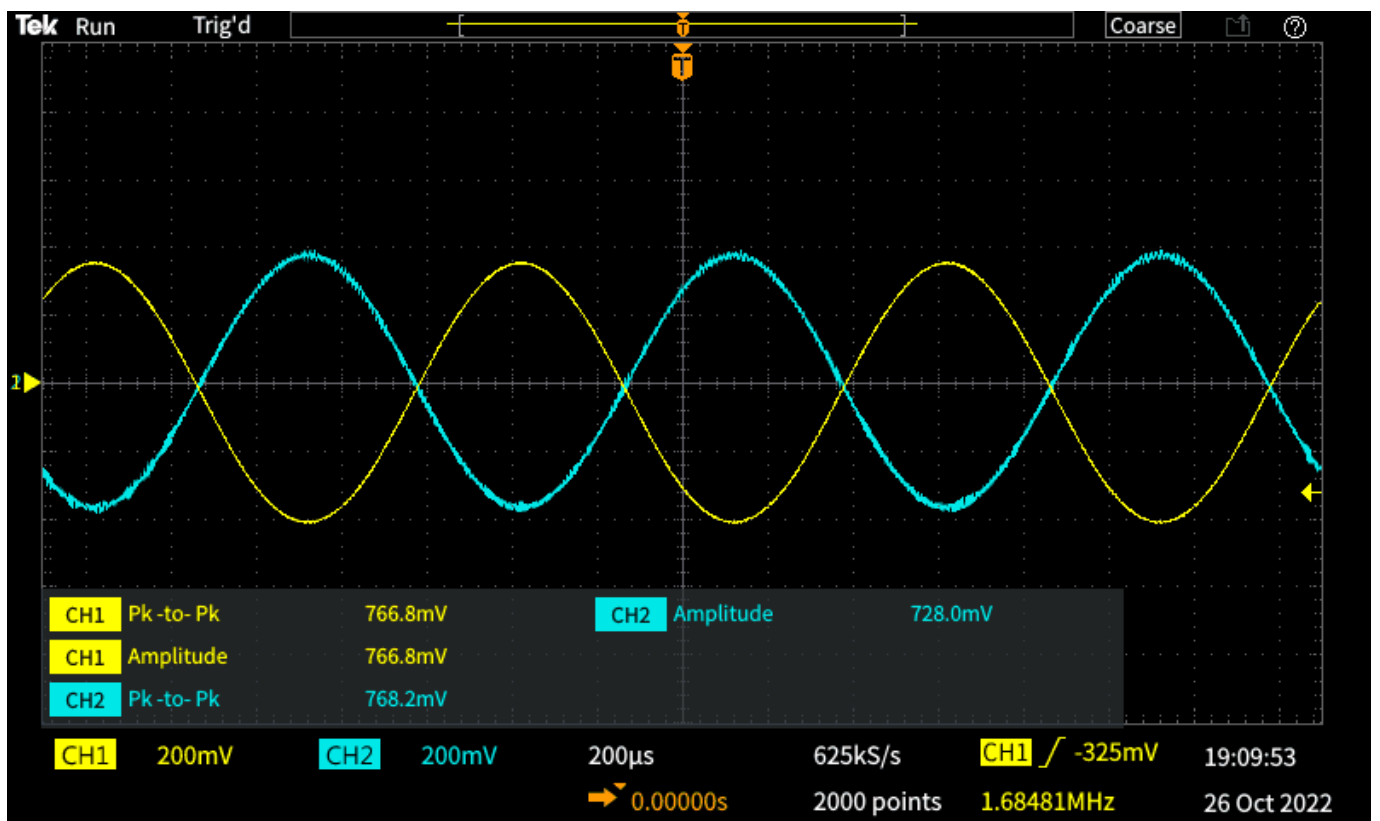 Tek Run Trig'd Coarse ?
T
T
2
CH1 Pk-to-Pk 766.8mV CH2 Amplitude 728.0mV
CH1 Amplitude 766.8mV
CH2 Pk-to-Pk 768.2mV
CH1 200mV CH2 200mV 200µs 625kS/s CH1 -325mV 19:09:53
0.00000s 2000 points 1.68481MHz 26 Oct 2022